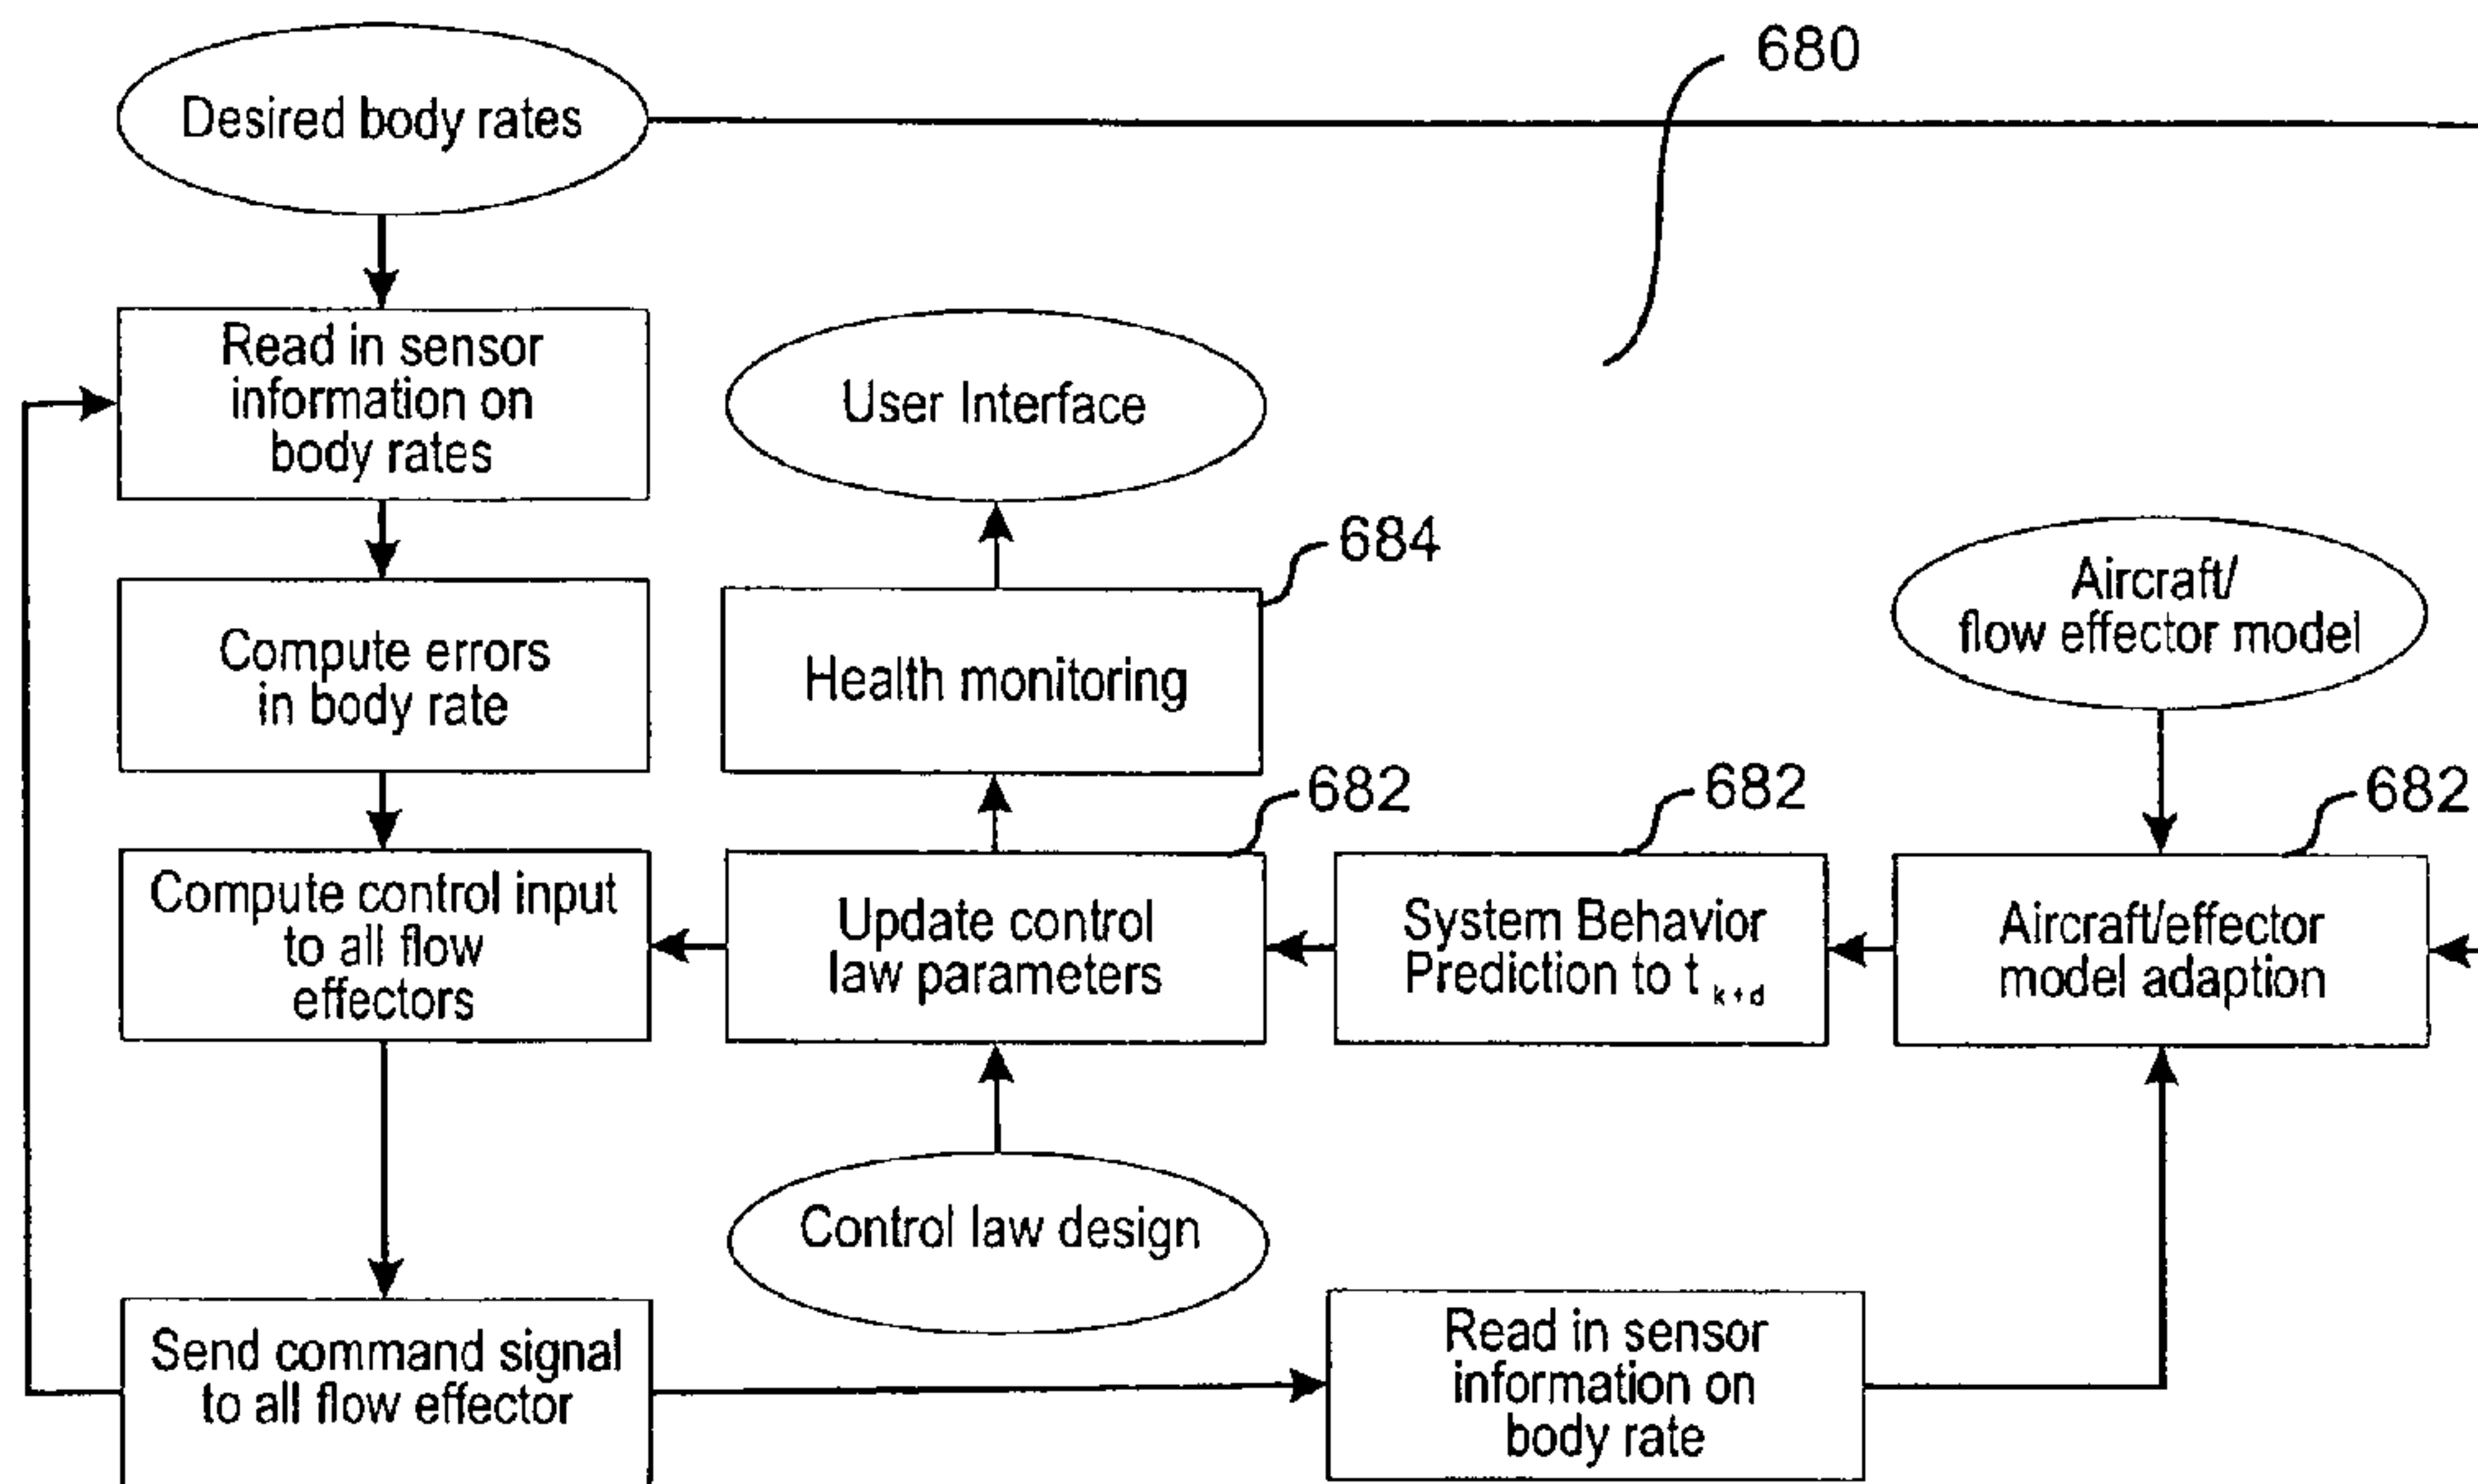 680
Desired body rates
Read in sensor
information on
body rates
User Interface
684
Compute errors
in body rate
Health monitoring
Aircraft/
flow effector model
682
682
682
Compute control input
to all flow
effectors
Update control
law parameters
System Behavior
Prediction to t k+d
Aircraft/effector
model adaption
Control law design
Send command signal
to all flow effector
Read in sensor
information on
body rate